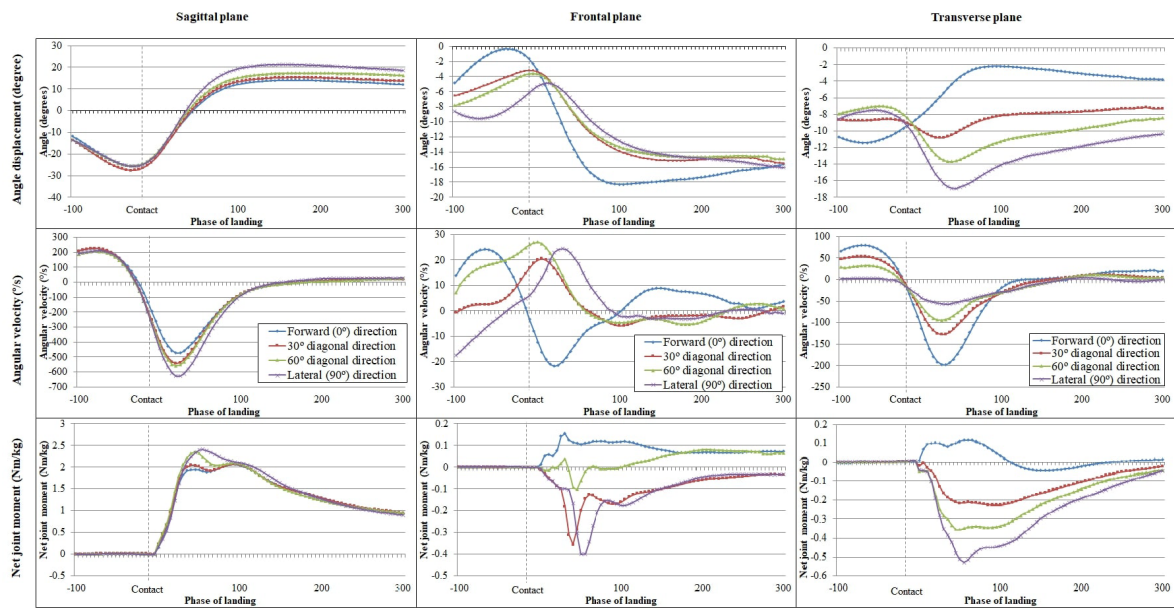 Sagittal plane
Frontal plane
Transverse plane
Angle displacement (degree)
Angle (degrees)
30
20
10
0
-10
-20
-30
-40
-100 Contact 100 200 300
Phase of landing
Angle (degrees)
0
-2
-4
-6
-8
-10
-12
-14
-16
-18
-20
-100 Contact 100 200 300
Phase of landing
Angle (degrees)
0
-2
-4
-6
-8
-10
-12
-14
-16
-18
-100 Contact 100 200 300
Phase of landing
Angular velocity (°/s)
Angular velocity (°/s)
300
200
100
0
-100
-200
-300
-400
-500
-600
-700
Forward (0º) direction
30º diagonal direction
60º diagonal direction
Lateral (90º) direction
-100 Contact 100 200 300
Phase of landing
Angular velocity (°/s)
30
20
10
0
-10
-20
-30
Forward (0º) direction
30º diagonal direction
60º diagonal direction
Lateral (90º) direction
-100 Contact 100 200 300
Phase of landing
Angular velocity (°/s)
100
50
0
-50
-100
-150
-200
-250
Forward (0º) direction
30º diagonal direction
60º diagonal direction
Lateral (90º) direction
-100 Contact 100 200 300
Phase of landing
Net joint moment (Nm/kg)
Net joint moment (Nm/kg)
3
2.5
2
1.5
1
0.5
0
-0.5
-100 Contact 100 200 300
Phase of landing
Net joint moment (Nm/kg)
0.2
0.1
0
-0.1
-0.2
-0.3
-0.4
-0.5
-100 Contact 100 200 300
Phase of landing
Net joint moment (Nm/kg)
0.2
0.1
0
-0.1
-0.2
-0.3
-0.4
-0.5
-0.6
-100 Contact 100 200 300
Phase of landing